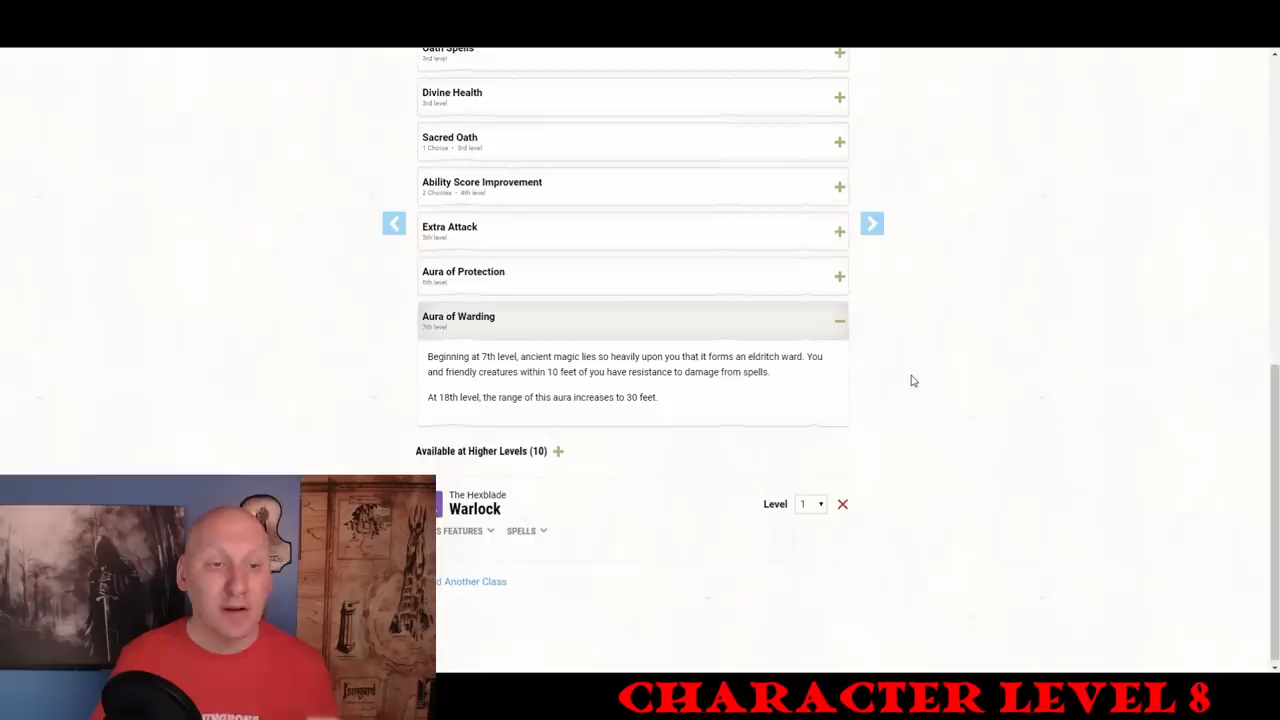 Oath Spells
3rd level
Divine Health
3rd level
Sacred Oath
1 Choice • 3rd level
Ability Score Improvement
2 Choices • 4th level
Extra Attack
5th level
Aura of Protection
6th level
Aura of Warding
7th level
Beginning at 7th level, ancient magic lies so heavily upon you that it forms an eldritch ward. You
and friendly creatures within 10 feet of you have resistance to damage from spells.
At 18th level, the range of this aura increases to 30 feet.
Available at Higher Levels (10)
The Hexblade
Warlock
Level 1
S FEATURES
SPELLS
d Another Class
CHARACTER LEVEL 8